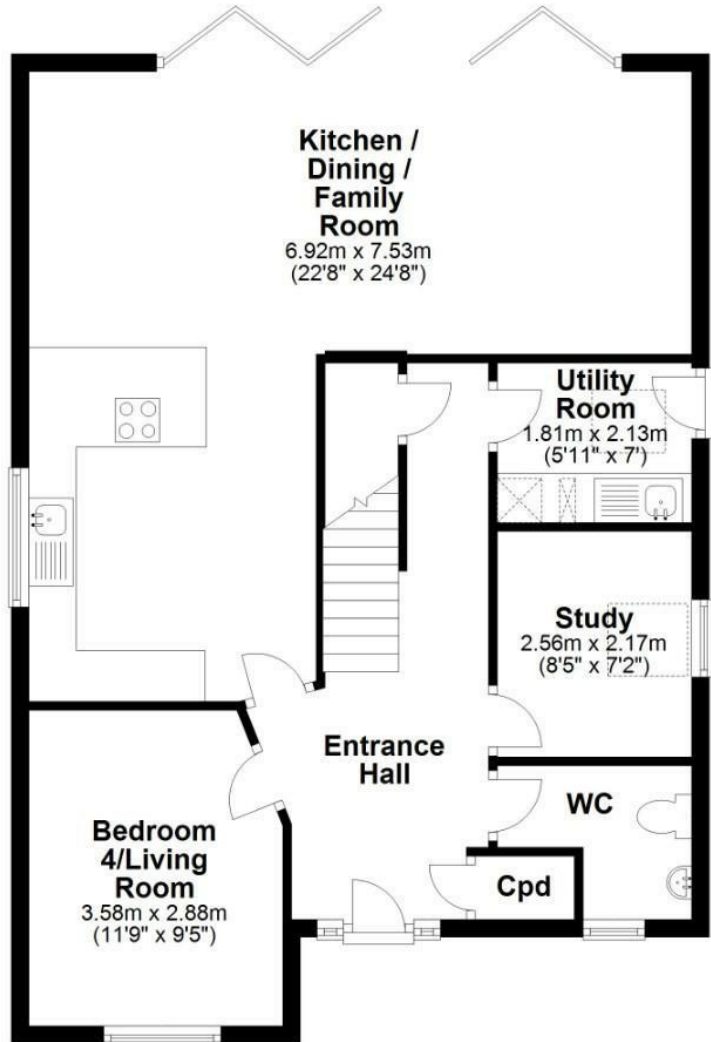 Kitchen /
Dining /
Family
Room
6.92m x 7.53m
(22'8" x 24'8")
Utility
Room
1.81m x 2.13m
(5'11" x 7')
Study
2.56m x 2.17m
(8'5" x 7'2")
Entrance
Hall
WC
Cpd
Bedroom
4/Living
Room
3.58m x 2.88m
(11'9" x 9'5")